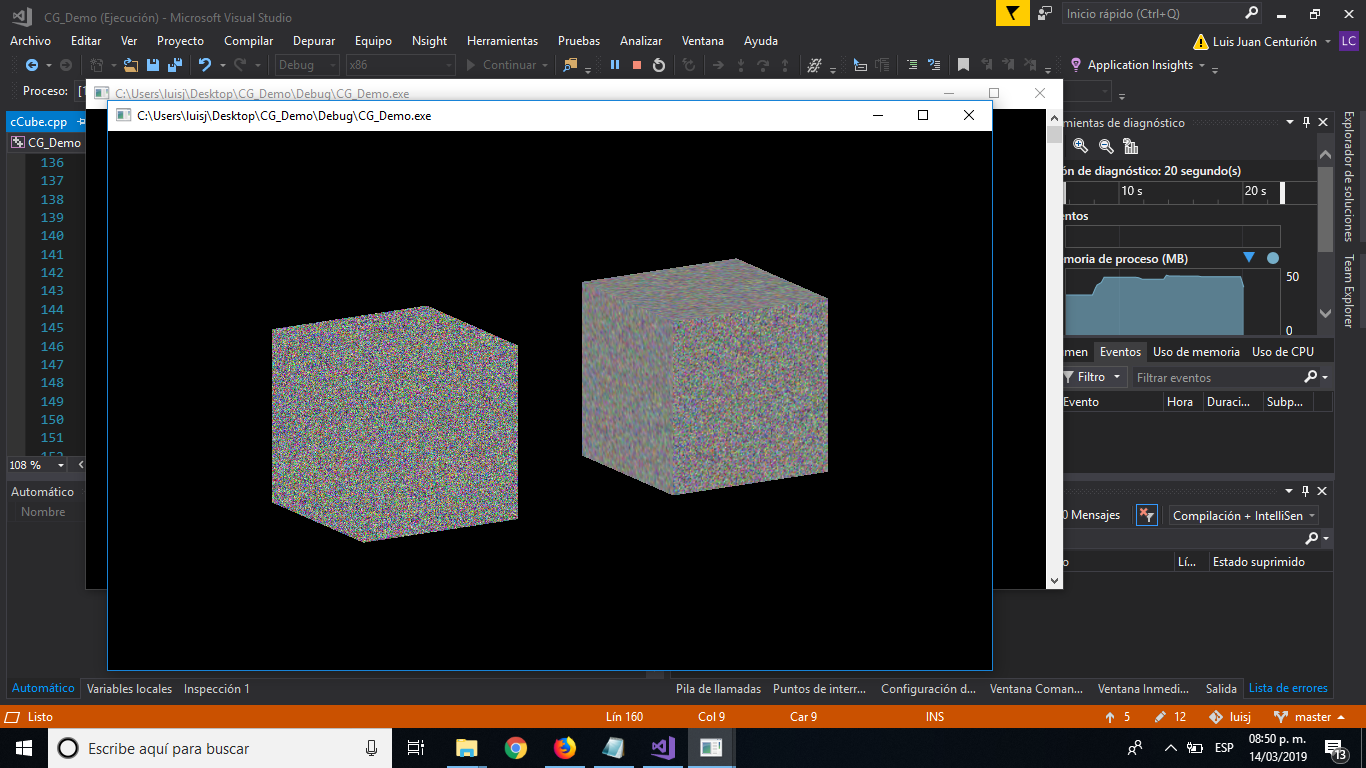 CG_Demo (Ejecución) - Microsoft Visual Studio
Inicio rápido (Ctrl+Q)
Archivo Editar Ver Proyecto Compilar Depurar Equipo Nsight Herramientas Pruebas Analizar Ventana Ayuda
Luis Juan Centurión LC
Debug x86 Continuar Application Insights
Proceso:
C:\Users\luisj\Desktop\CG_Demo\Debug\CG_Demo.exe
C:\Users\luisj\Desktop\CG_Demo\Debug\CG_Demo.exe
cCube.cpp
CG_Demo
136
137
138
139
140
141
142
143
144
145
146
147
148
149
150
151
108 %
Automático
Nombre
mientas de diagnóstico
ón de diagnóstico: 20 segundo(s)
10 s 20 s
entos
moria de proceso (MB)
50
0
men Eventos Uso de memoria Uso de CPU
Filtro Filtrar eventos
Evento Hora Duraci... Subp...
Explorador de soluciones
Team Explorer
0 Mensajes Compilación + IntelliSen
o Lí... Estado suprimido
Automático Variables locales Inspección 1
Pila de llamadas Puntos de interr... Configuración d... Ventana Coman... Ventana Inmedi... Salida Lista de errores
Listo Lín 160 Col 9 Car 9 INS 5 12 luisj master
Escribe aquí para buscar
ESP
08:50 p. m.
14/03/2019
13